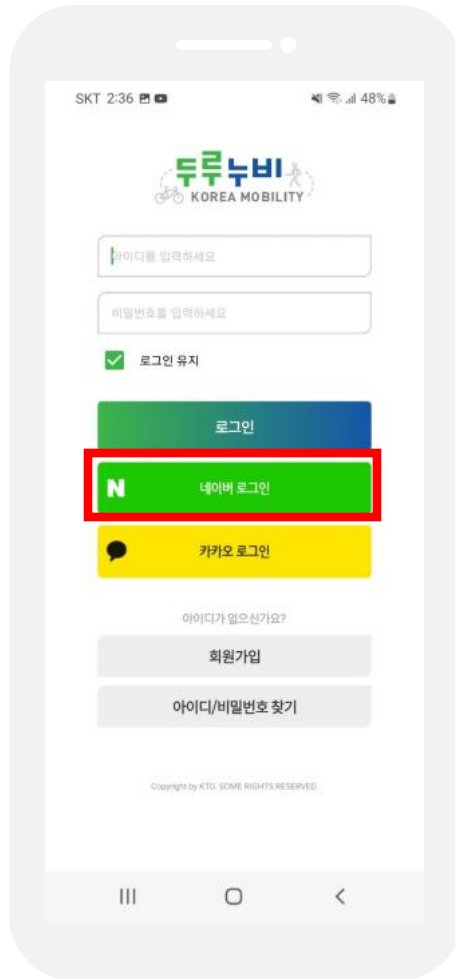 SKT 2:36 48%
두루누비
KOREA MOBILITY
아이디를 입력하세요
비밀번호를 입력하세요
로그인 유지
로그인
N 네이버 로그인
카카오 로그인
아이디가 없으신가요?
회원가입
아이디/비밀번호 찾기
Copyright by KTO. SOME RIGHTS RESERVED.